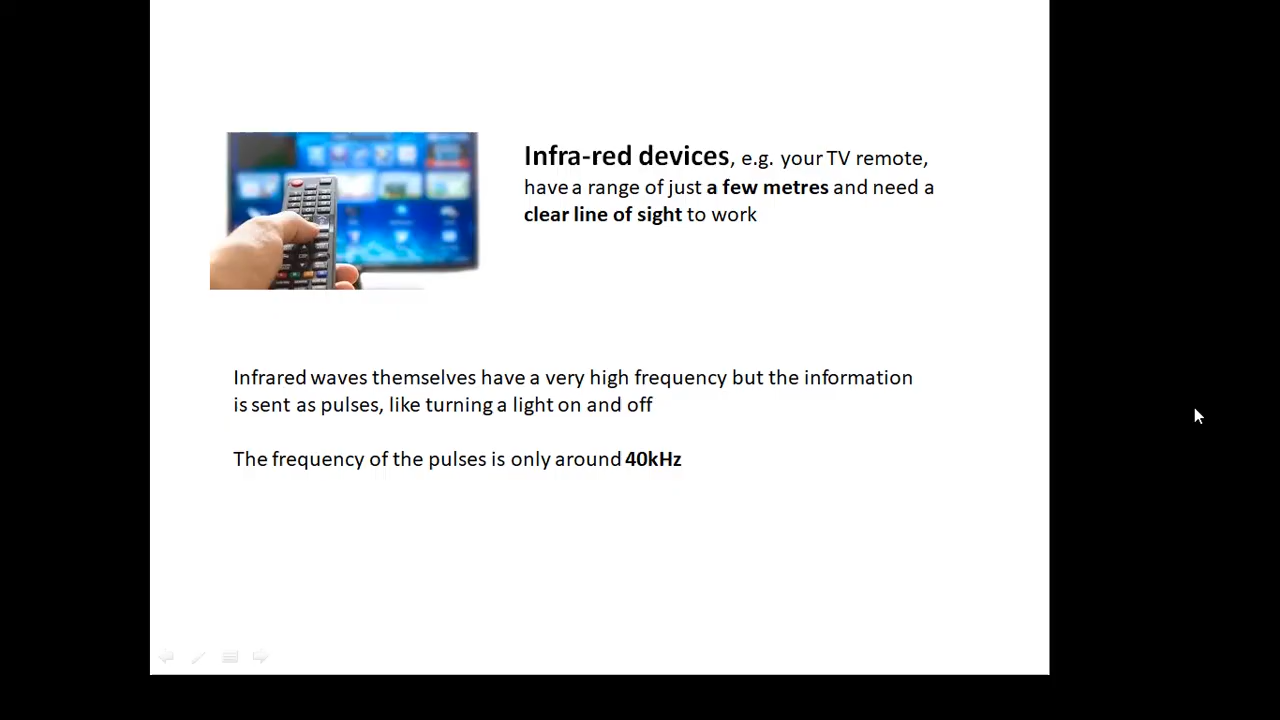 Infra-red devices, e.g. your TV remote,
have a range of just a few metres and need a
clear line of sight to work
Infrared waves themselves have a very high frequency but the information
is sent as pulses, like turning a light on and off
The frequency of the pulses is only around 40kHz